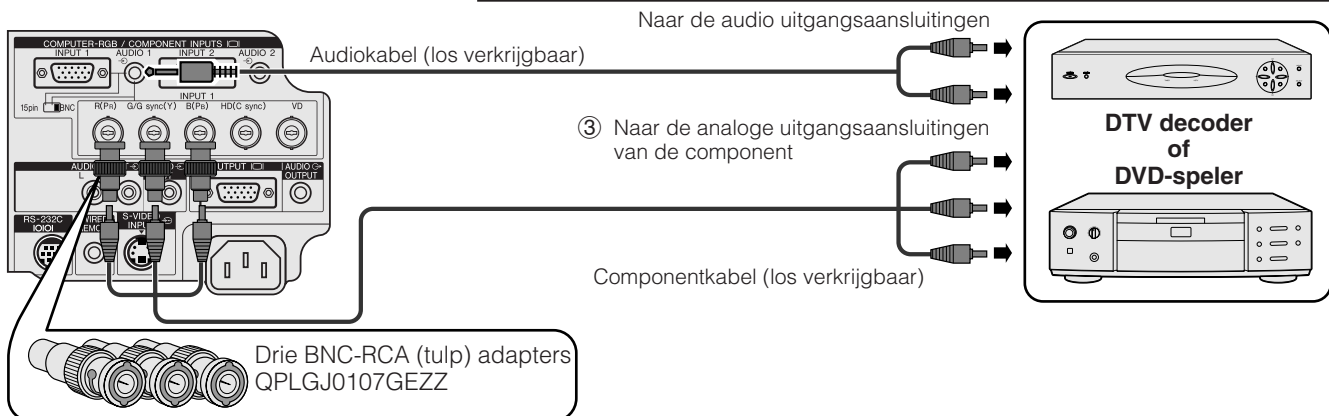 Naar de audio uitgangsaansluitingen
COMPUTER-RGB / COMPONENT INPUTS
INPUT 1 AUDIO 1 INPUT 2 AUDIO 2
Audiokabel (los verkrijgbaar)
INPUT 1
15pin BNC R(PR) G/G sync(Y) B(PB) HD(C sync) VD
③ Naar de analoge uitgangsaansluitingen
van de component
DTV decoder
of
DVD-speler
L
AUDIO
OUTPUT
RS-232C
S-VIDEO
Componentkabel (los verkrijgbaar)
Drie BNC-RCA (tulp) adapters
QPLGJ0107GEZZ